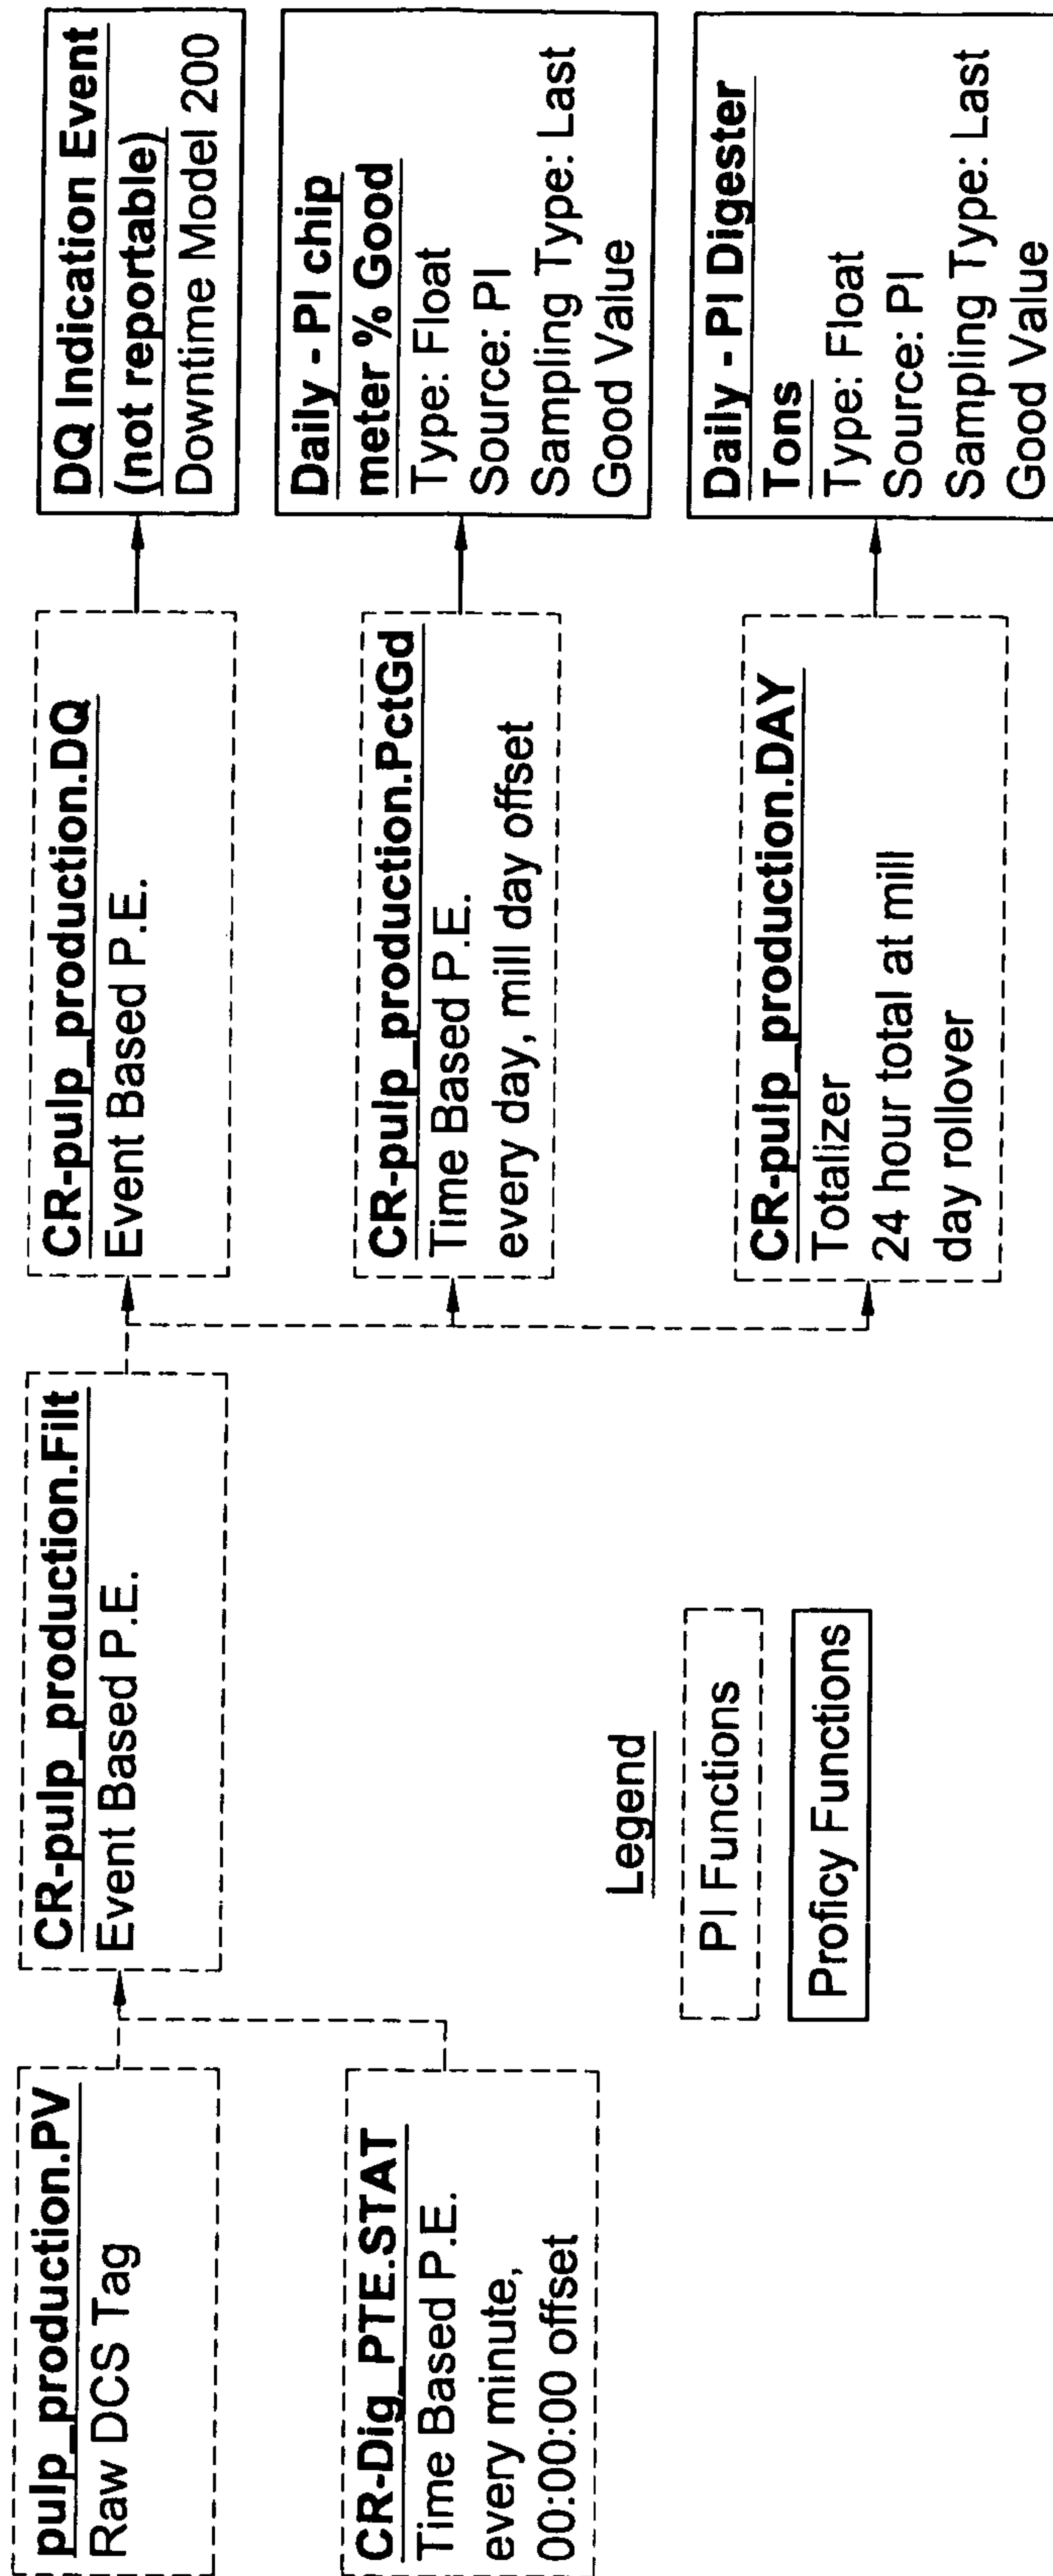 pulp_production.PV
Raw DCS Tag
CR-Dig_PTE.STAT
Time Based P.E.
every minute,
00:00:00 offset
CR-pulp_production.Filt
Event Based P.E.
CR-pulp_production.DQ
Event Based P.E.
CR-pulp_production.PctGd
Time Based P.E.
every day, mill day offset
CR-pulp_production.DAY
Totalizer
24 hour total at mill
day rollover
DQ Indication Event
(not reportable)
Downtime Model 200
Daily - PI chip
meter % Good
Type: Float
Source: PI
Sampling Type: Last
Good Value
Daily - PI Digester
Tons
Type: Float
Source: PI
Sampling Type: Last
Good Value
Legend
PI Functions
Proficy Functions